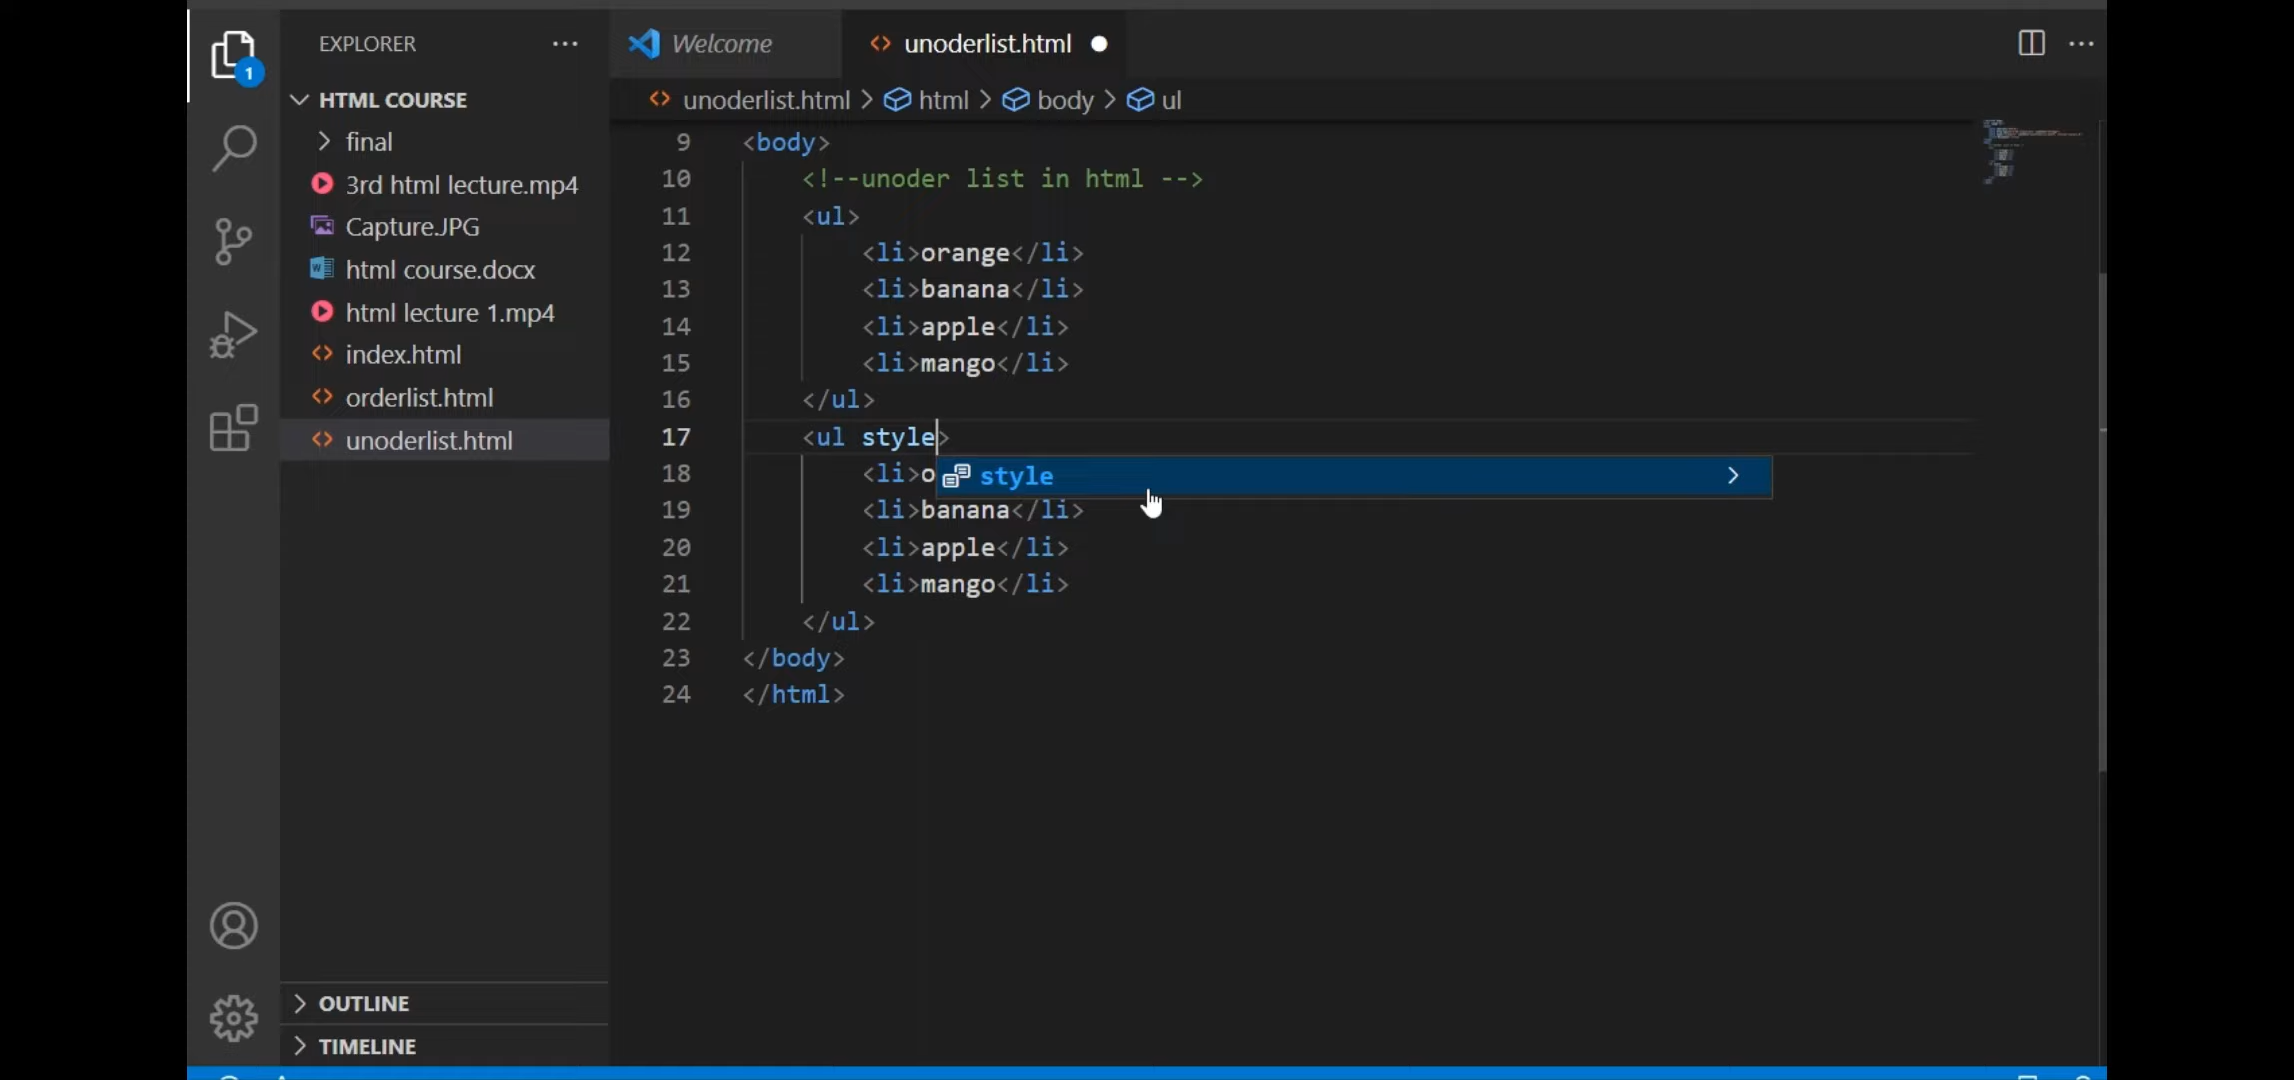 EXPLORER
1
HTML COURSE
final
3rd html lecture.mp4
Capture.JPG
html course.docx
html lecture 1.mp4
index.html
orderlist.html
unoderlist.html
OUTLINE
TIMELINE
Welcome
unoderlist.html
unoderlist.html > html > body > ul
9 <body>
10 <!--unoder list in html -->
11 <ul>
12 <li>orange</li>
13 <li>banana</li>
14 <li>apple</li>
15 <li>mango</li>
16 </ul>
17 <ul style>
style
18 <li>o
19 <li>banana</li>
20 <li>apple</li>
21 <li>mango</li>
22 </ul>
23 </body>
24 </html>